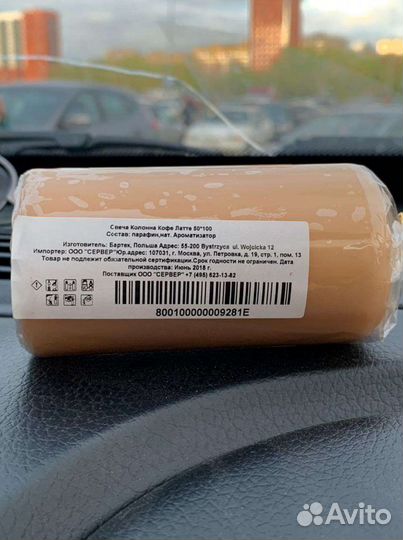 Свеча Колонна Кофе Латте 50*100
Состав: парафин,нат. Ароматизатор
Изготовитель: Бартек, Польша Адрес: 55-200 Bystrzyca ul. Wojcicka 12
Импортер: ООО "СЕРВЕР"Юр.адрес: 107031, г. Москва, ул. Петровка, д. 19, стр. 1, пом. 13
Товар не подлежит обязательной сертификации.Срок годности не ограничен. Дата
производства: Июнь 2018 г.
Поставщик ООО "СЕРВЕР" +7 (495) 623-13-62
800100000009281E
Avito